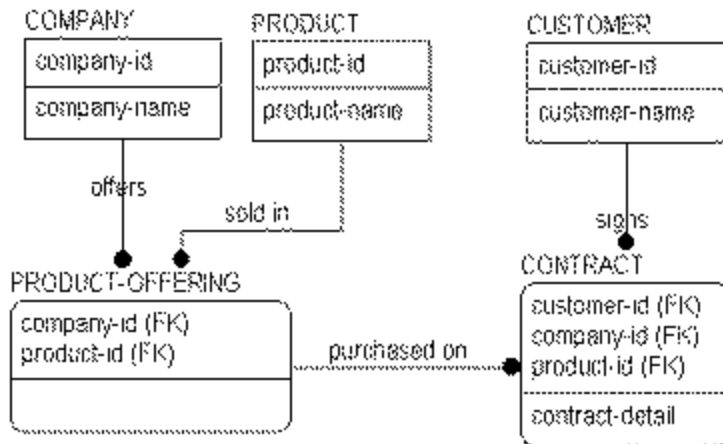 COMPANY
company-id
company-name
PRODUCT
product-id
product-name
CUSTOMER
customer-id
customer-name
offers
sold in
signs
PRODUCT-OFFERING
company-id (FK)
product-id (FK)
purchased on
CONTRACT
customer-id (FK)
company-id (FK)
product-id (FK)
contract-detail